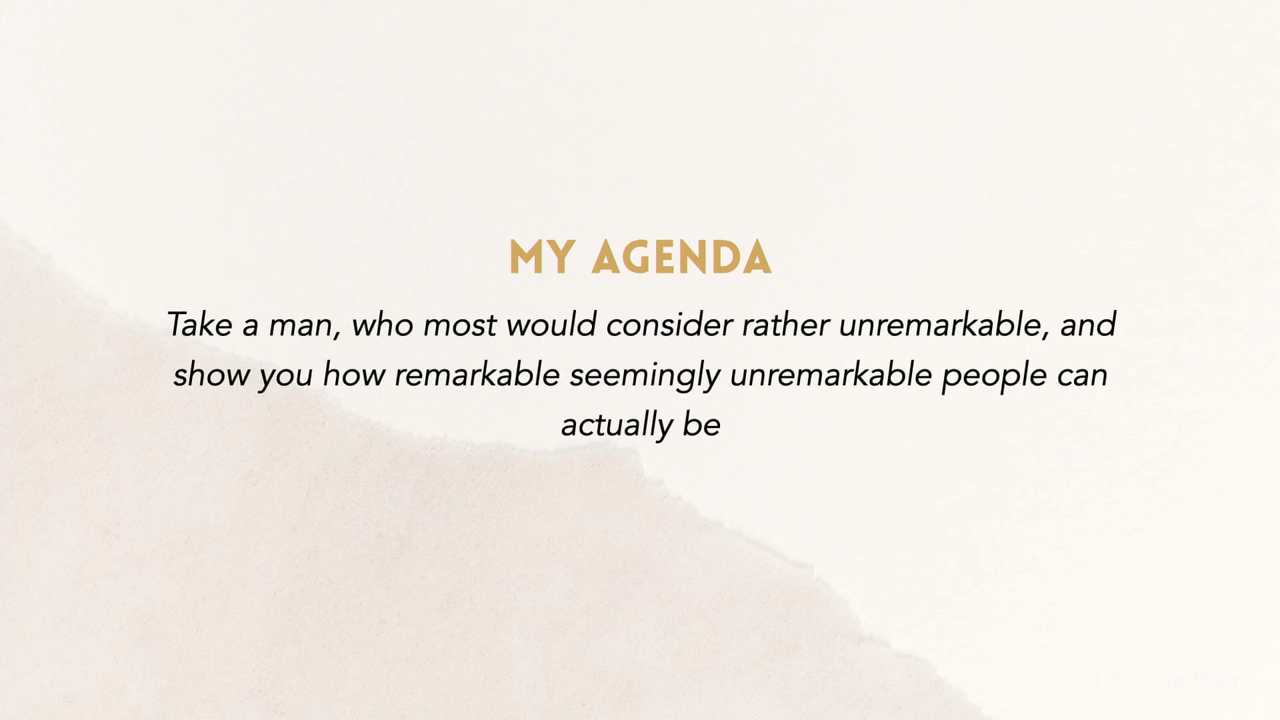 MY AGENDA
Take a man, who most would consider rather unremarkable, and
show you how remarkable seemingly unremarkable people can
actually be